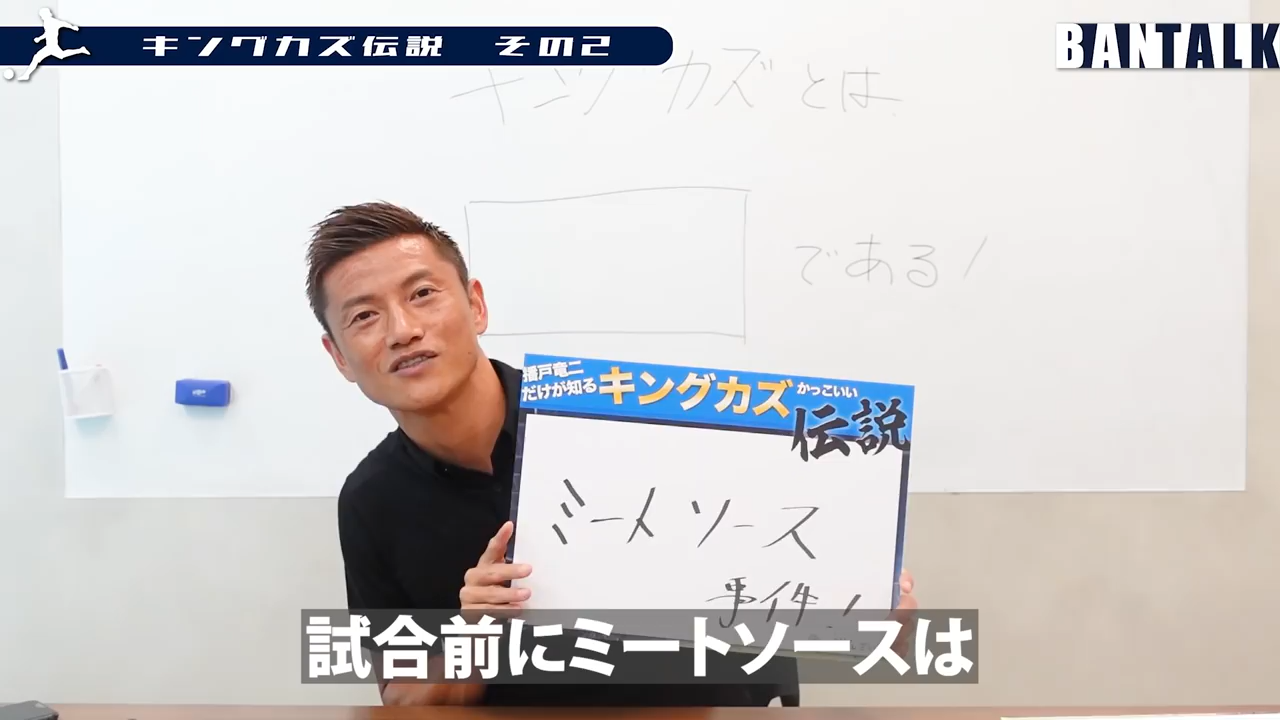 キングカズ伝説 その2
BANTALK
キングカズとは
である!
播戸竜二
だけが知る キングカズ かっこいい
伝説
ミートソース
事件!
試合前にミートソースは